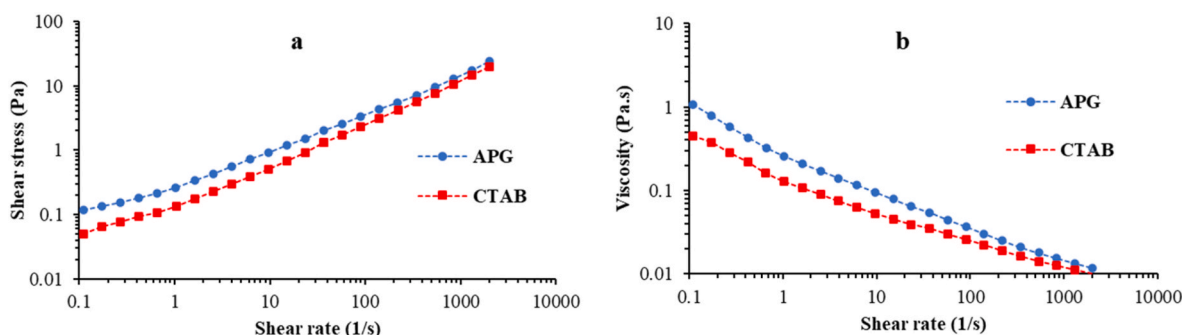 a
Shear stress (Pa)
100
10
1
0.1
0.01
0.1 1 10 100 1000 10000
Shear rate (1/s)
APG
CTAB
b
Viscosity (Pa.s)
10
1
0.1
0.01
0.1 1 10 100 1000 10000
Shear rate (1/s)
APG
CTAB